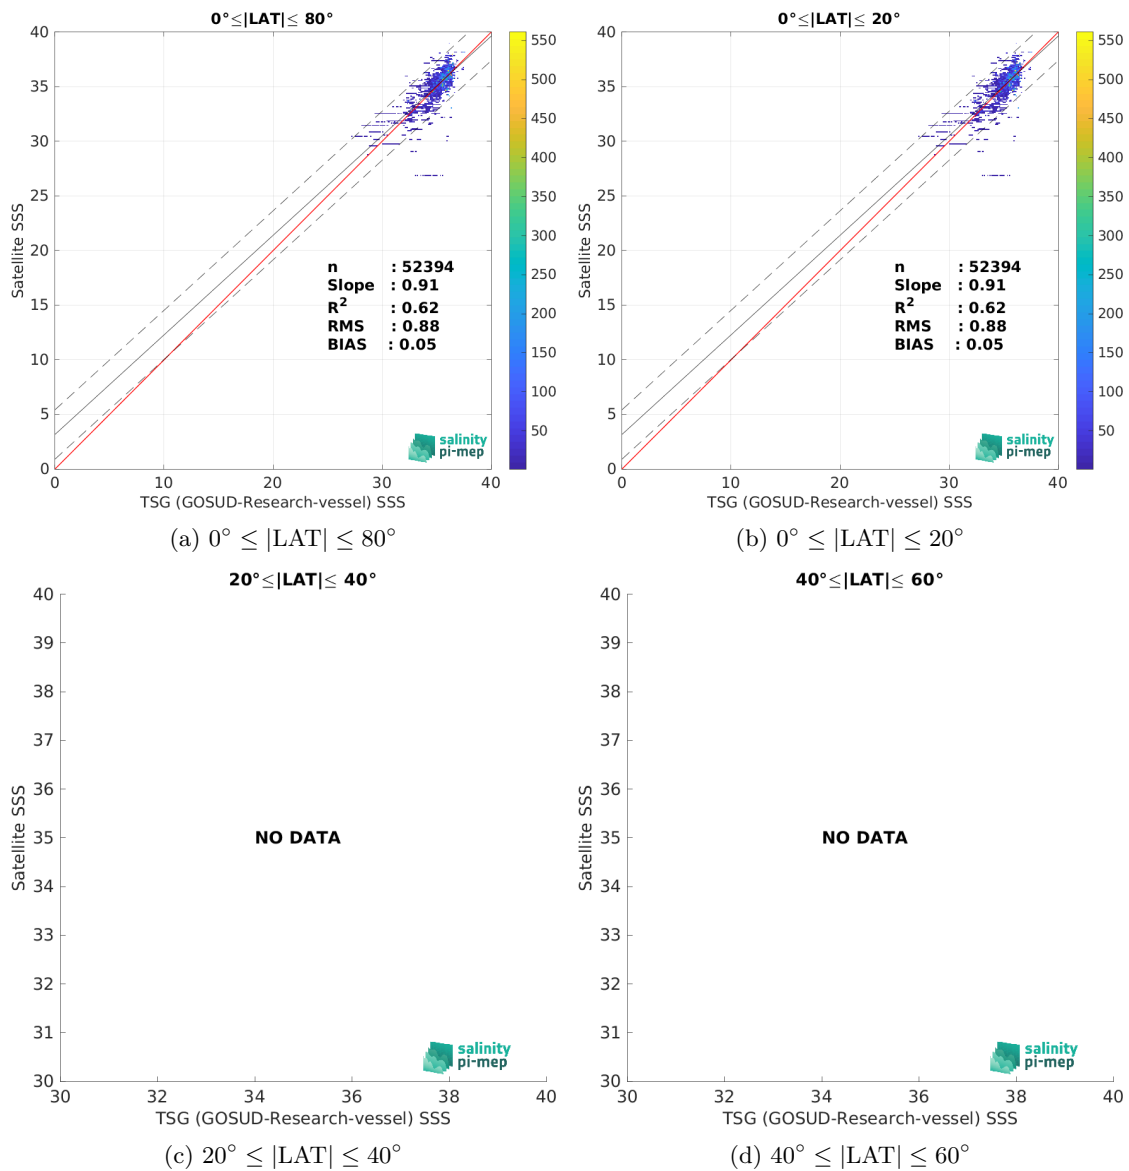 0°≤|LAT|≤ 80°
40
35
30
25
20
15
10
5
0
Satellite SSS
0
10
20
30
40
TSG (GOSUD-Research-vessel) SSS
n : 52394
Slope : 0.91
R² : 0.62
RMS : 0.88
BIAS : 0.05
salinity
pi-mep
550
500
450
400
350
300
250
200
150
100
50
(a) 0° ≤ |LAT| ≤ 80°
0°≤|LAT|≤ 20°
40
35
30
25
20
15
10
5
0
Satellite SSS
0
10
20
30
40
TSG (GOSUD-Research-vessel) SSS
n : 52394
Slope : 0.91
R² : 0.62
RMS : 0.88
BIAS : 0.05
salinity
pi-mep
550
500
450
400
350
300
250
200
150
100
50
(b) 0° ≤ |LAT| ≤ 20°
20°≤|LAT|≤ 40°
40
39
38
37
36
35
34
33
32
31
30
Satellite SSS
NO DATA
salinity
pi-mep
30
32
34
36
38
40
TSG (GOSUD-Research-vessel) SSS
(c) 20° ≤ |LAT| ≤ 40°
40°≤|LAT|≤ 60°
40
39
38
37
36
35
34
33
32
31
30
Satellite SSS
NO DATA
salinity
pi-mep
30
32
34
36
38
40
TSG (GOSUD-Research-vessel) SSS
(d) 40° ≤ |LAT| ≤ 60°